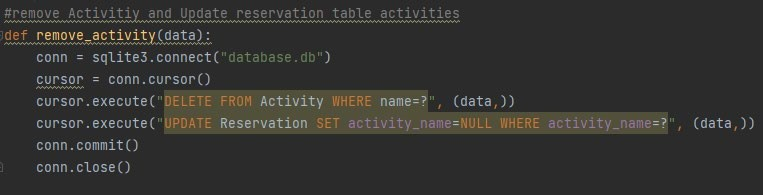 #remove Activitiy and Update reservation table activities
def remove_activity(data):
    conn = sqlite3.connect("database.db")
    cursor = conn.cursor()
    cursor.execute("DELETE FROM Activity WHERE name=?", (data,))
    cursor.execute("UPDATE Reservation SET activity_name=NULL WHERE activity_name=?", (data,))
    conn.commit()
    conn.close()